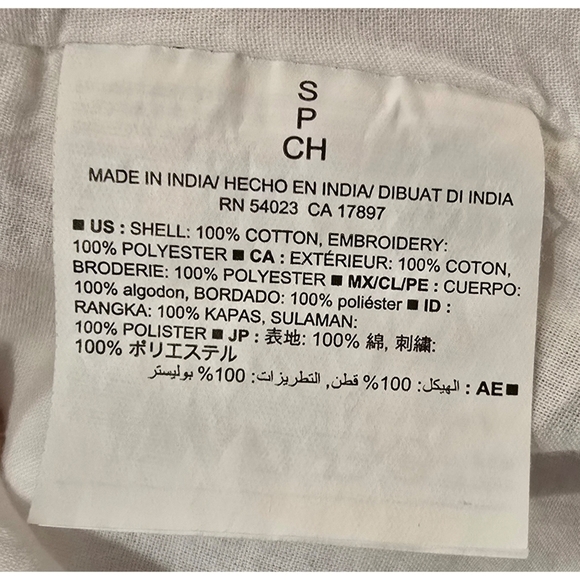 S
P
CH
MADE IN INDIA/ HECHO EN INDIA/ DIBUAT DI INDIA
RN 54023 CA 17897
■ US : SHELL: 100% COTTON, EMBROIDERY:
100% POLYESTER ■ CA : EXTÉRIEUR: 100% COTON,
BRODERIE: 100% POLYESTER ■ MX/CL/PE : CUERPO:
100% algodon, BORDADO: 100% poliéster ■ ID :
RANGKA: 100% KAPAS, SULAMAN:
100% POLISTER ■ JP : 表地: 100% 綿, 刺繍:
100% ポリエステル
■ AE : الهيكل: 100% قطن, التطريزات: 100% بوليستر